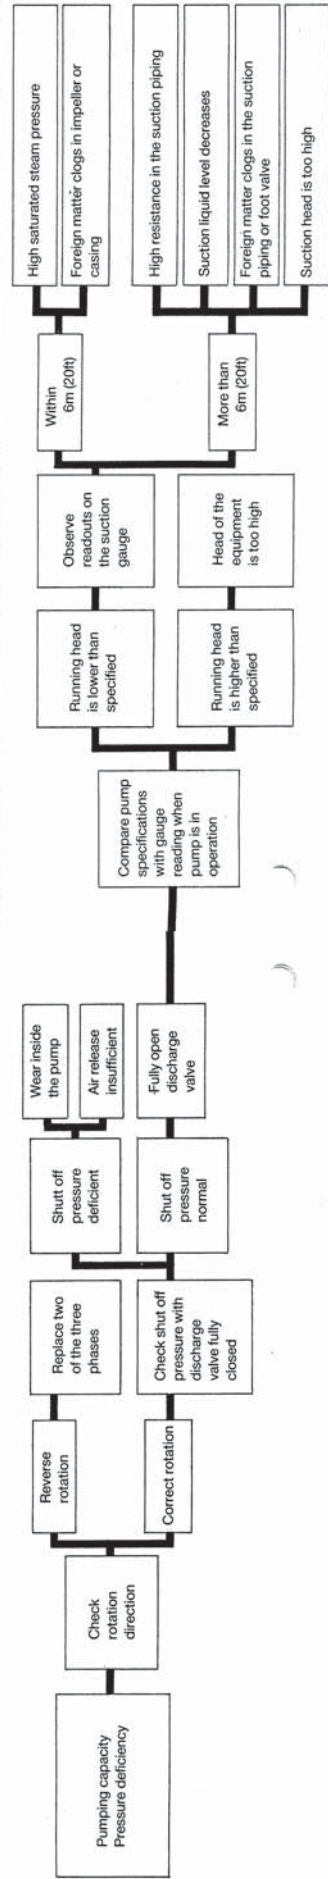 Pumping capacity
Pressure deficiency
Check
rotation
direction
Reverse
rotation
Correct rotation
Replace two
of the three
phases
Check shut off
pressure with
discharge
valve fully
closed
Shutt off
pressure
deficient
Shut off
pressure
normal
Wear inside
the pump
Air release
insufficient
Fully open
discharge
valve
Compare pump
specifications
with gauge
reading when
pump is in
operation
Running head
is lower than
specified
Running head
is higher than
specified
Observe
readouts on
the suction
gauge
Head of the
equipment
is too high
Within
6m (20ft)
More than
6m (20ft)
High saturated steam pressure
Foreign matter clogs in impeller or
casing
High resistance in the suction piping
Suction liquid level decreases
Foreign matter clogs in the suction
piping or foot valve
Suction head is too high